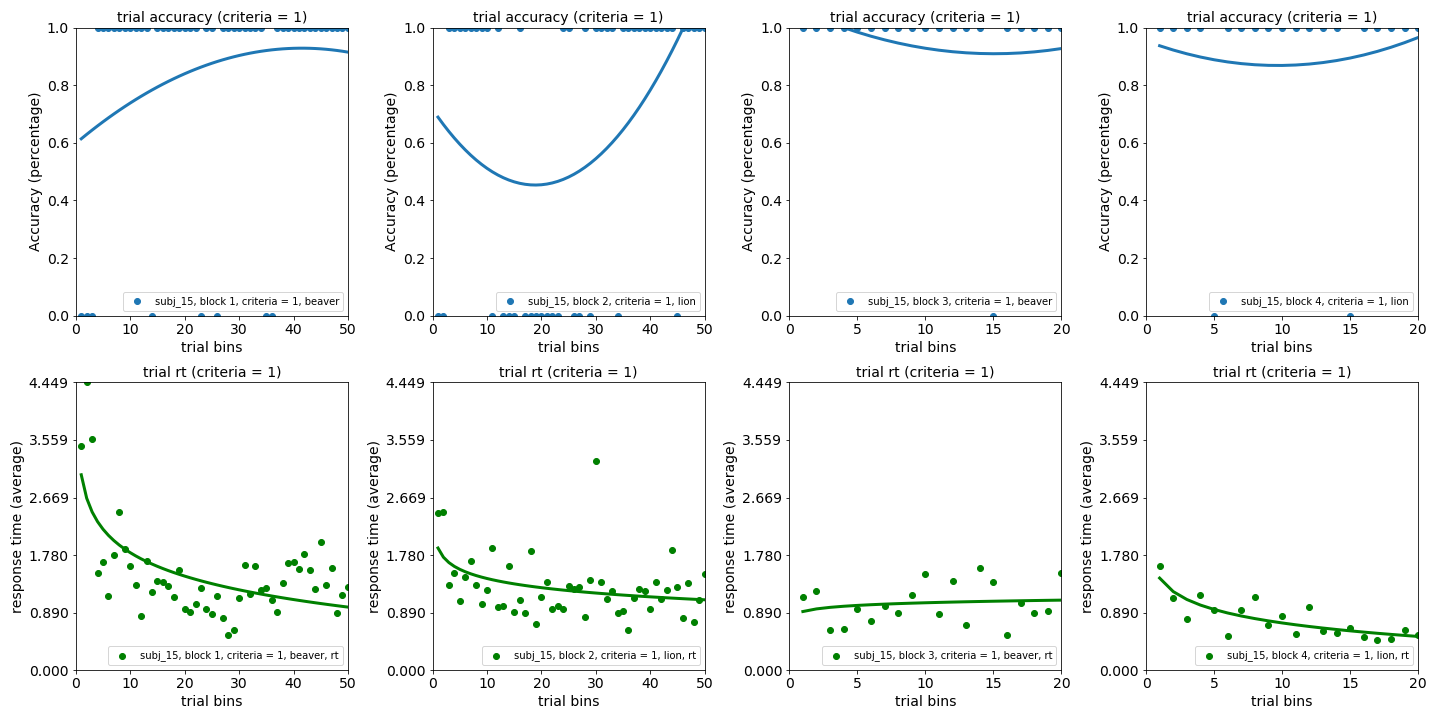 trial accuracy (criteria = 1)
trial accuracy (criteria = 1)
trial accuracy (criteria = 1)
trial accuracy (criteria = 1)
Accuracy (percentage)
1.0
0.8
0.6
0.4
0.2
0.0
subj_15, block 1, criteria = 1, beaver
0 10 20 30 40 50
trial bins
Accuracy (percentage)
1.0
0.8
0.6
0.4
0.2
0.0
subj_15, block 2, criteria = 1, lion
0 10 20 30 40 50
trial bins
Accuracy (percentage)
1.0
0.8
0.6
0.4
0.2
0.0
subj_15, block 3, criteria = 1, beaver
0 5 10 15 20
trial bins
Accuracy (percentage)
1.0
0.8
0.6
0.4
0.2
0.0
subj_15, block 4, criteria = 1, lion
0 5 10 15 20
trial bins
trial rt (criteria = 1)
trial rt (criteria = 1)
trial rt (criteria = 1)
trial rt (criteria = 1)
response time (average)
4.449
3.559
2.669
1.780
0.890
0.000
subj_15, block 1, criteria = 1, beaver, rt
0 10 20 30 40 50
trial bins
response time (average)
4.449
3.559
2.669
1.780
0.890
0.000
subj_15, block 2, criteria = 1, lion, rt
0 10 20 30 40 50
trial bins
response time (average)
4.449
3.559
2.669
1.780
0.890
0.000
subj_15, block 3, criteria = 1, beaver, rt
0 5 10 15 20
trial bins
response time (average)
4.449
3.559
2.669
1.780
0.890
0.000
subj_15, block 4, criteria = 1, lion, rt
0 5 10 15 20
trial bins